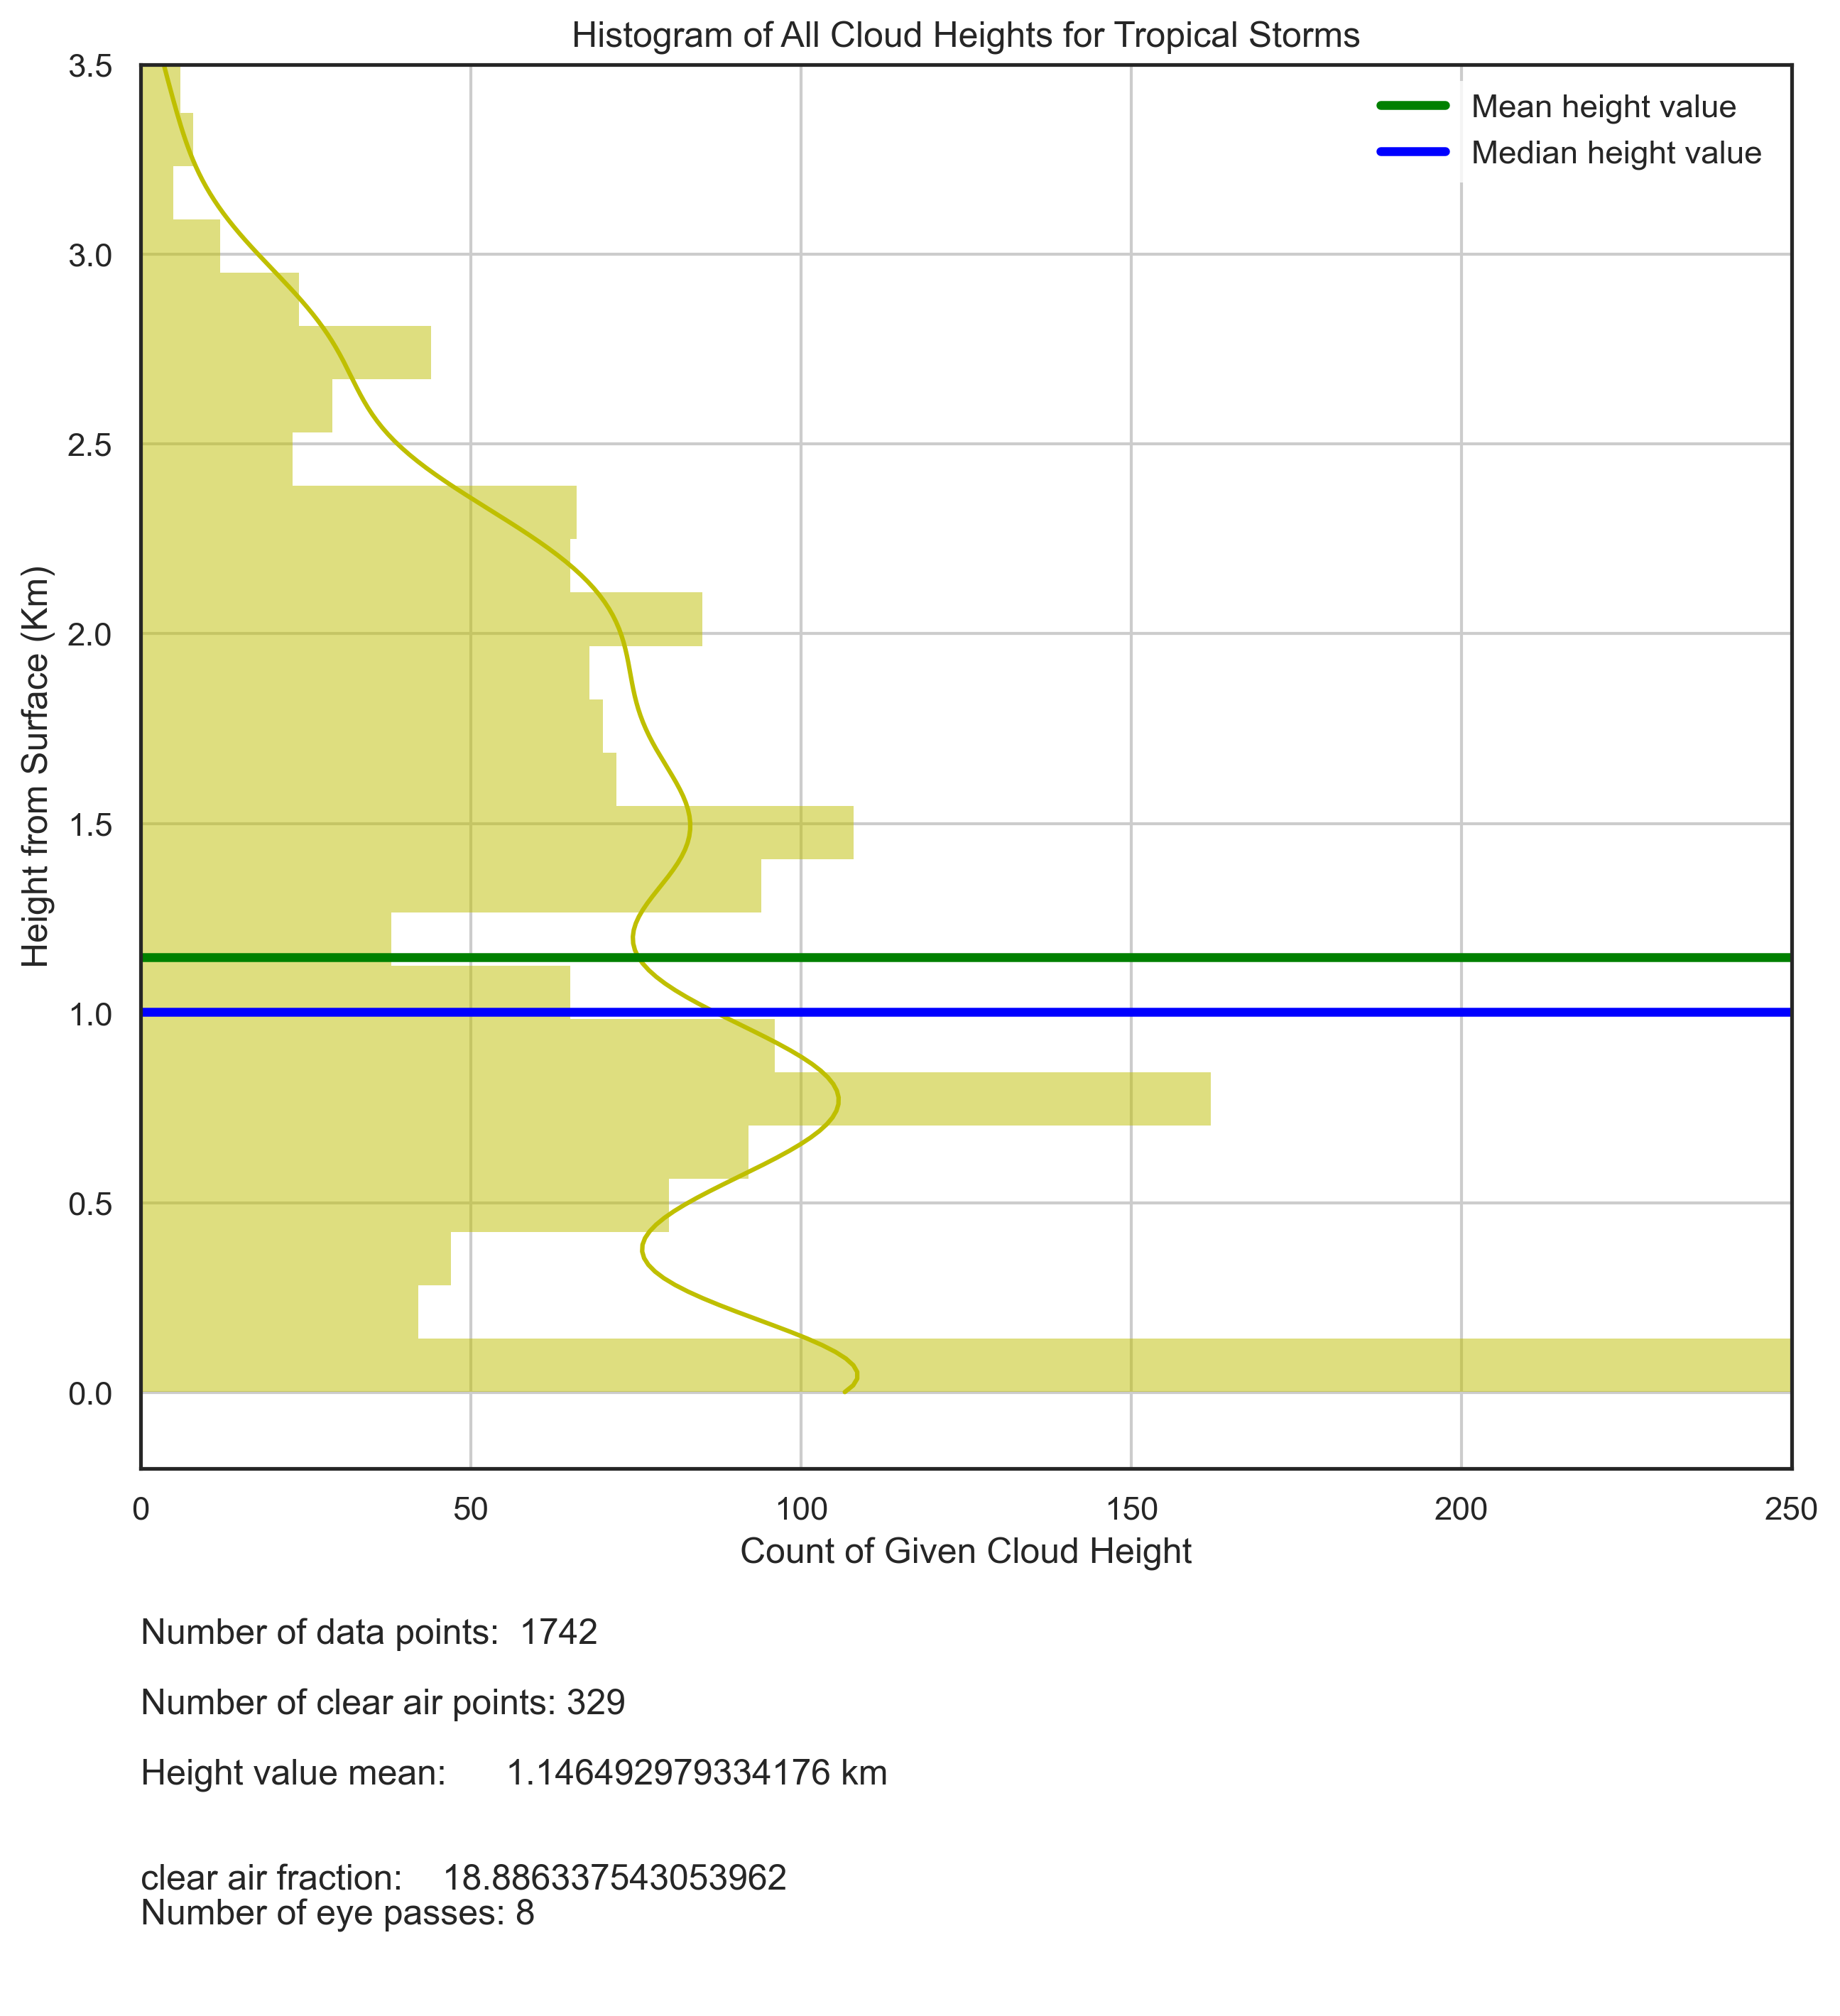 Histogram of All Cloud Heights for Tropical Storms
3.5
3.0
2.5
2.0
1.5
1.0
0.5
0.0
Height from Surface (Km)
Mean height value
Median height value
0 50 100 150 200 250
Count of Given Cloud Height
Number of data points: 1742
Number of clear air points: 329
Height value mean: 1.146492979334176 km
clear air fraction: 18.886337543053962
Number of eye passes: 8